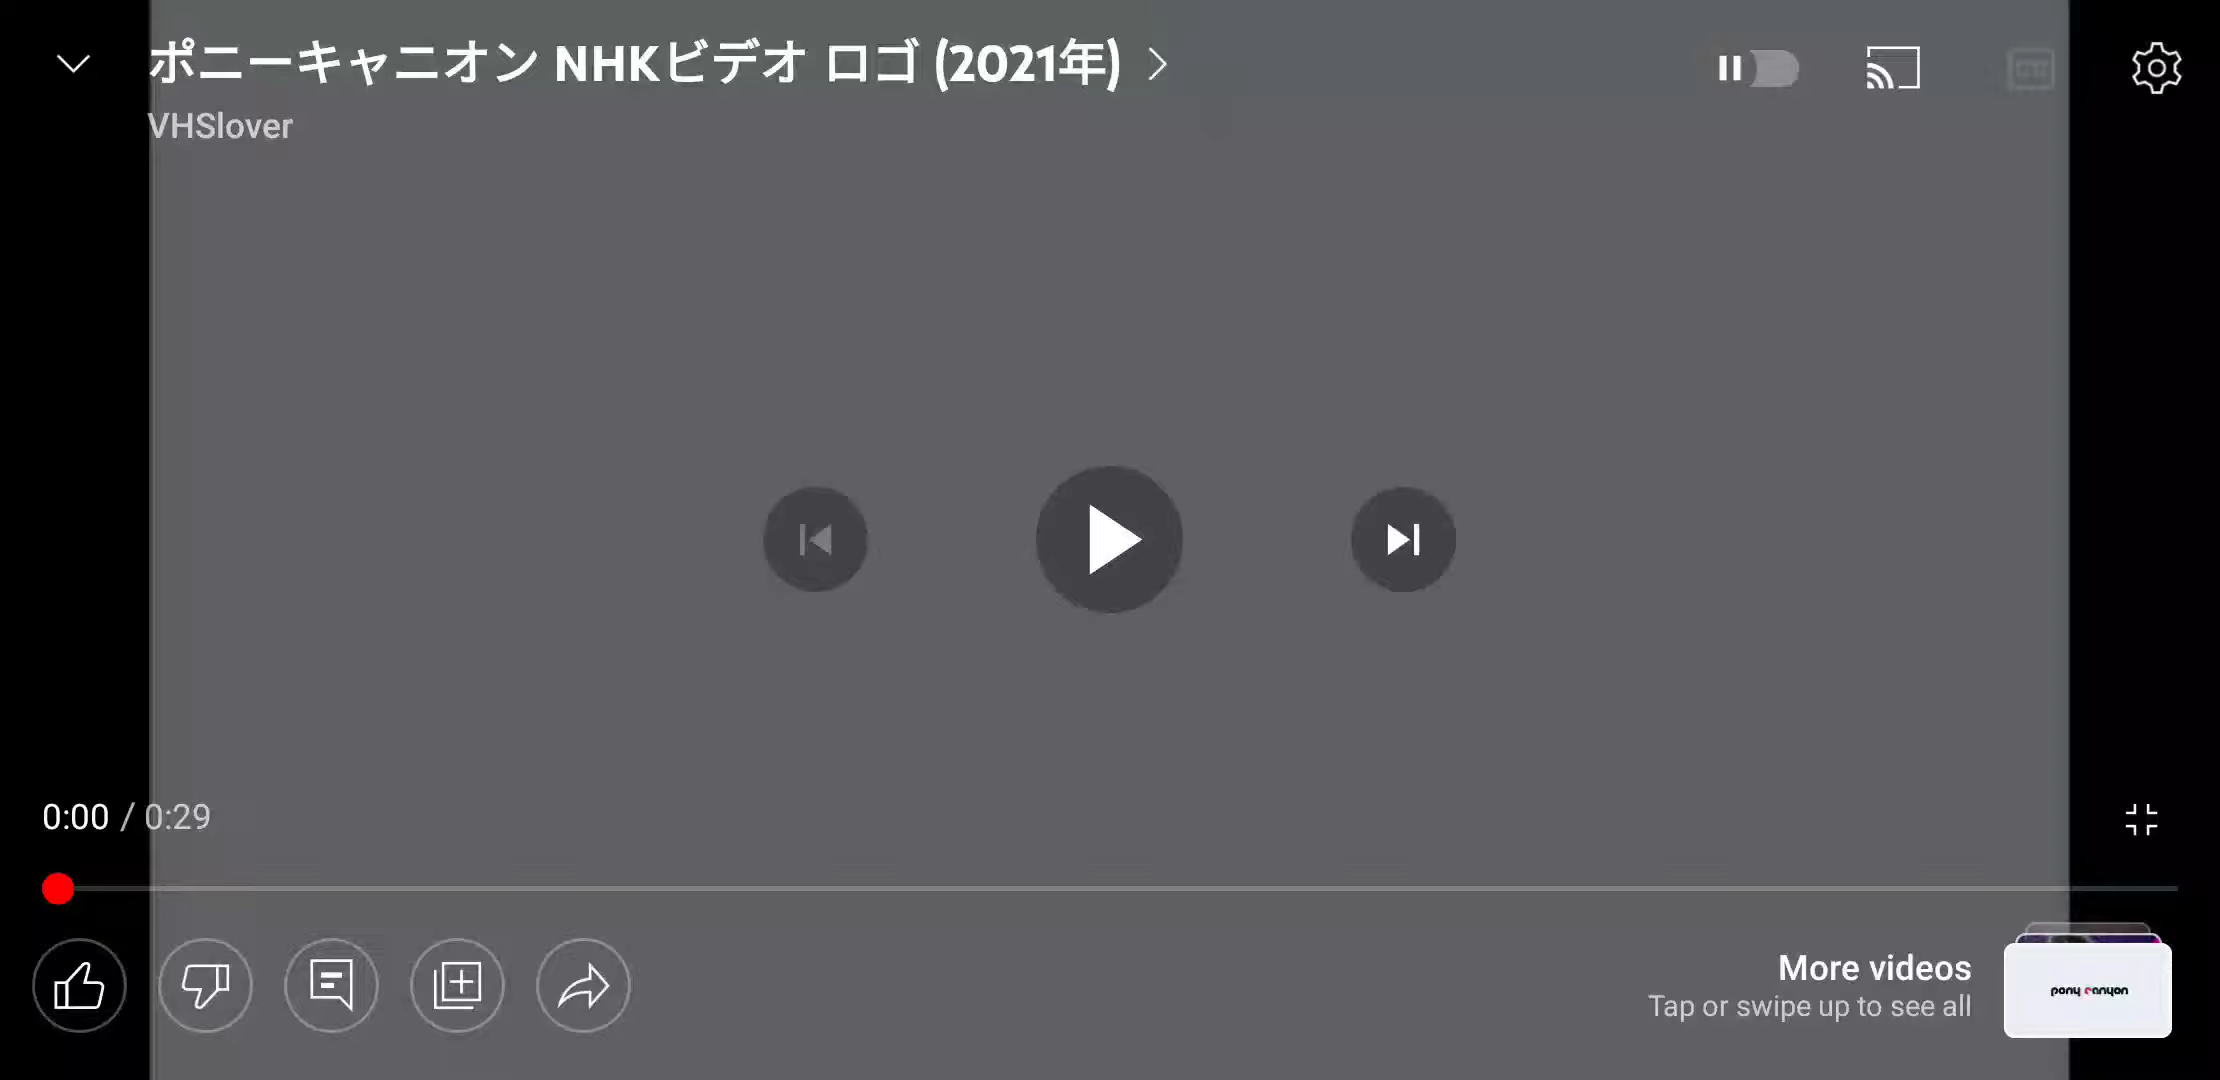 ポニーキャニオン NHKビデオ ロゴ (2021年)
VHSlover
0:00 / 0:29
More videos
Tap or swipe up to see all
pony canyon